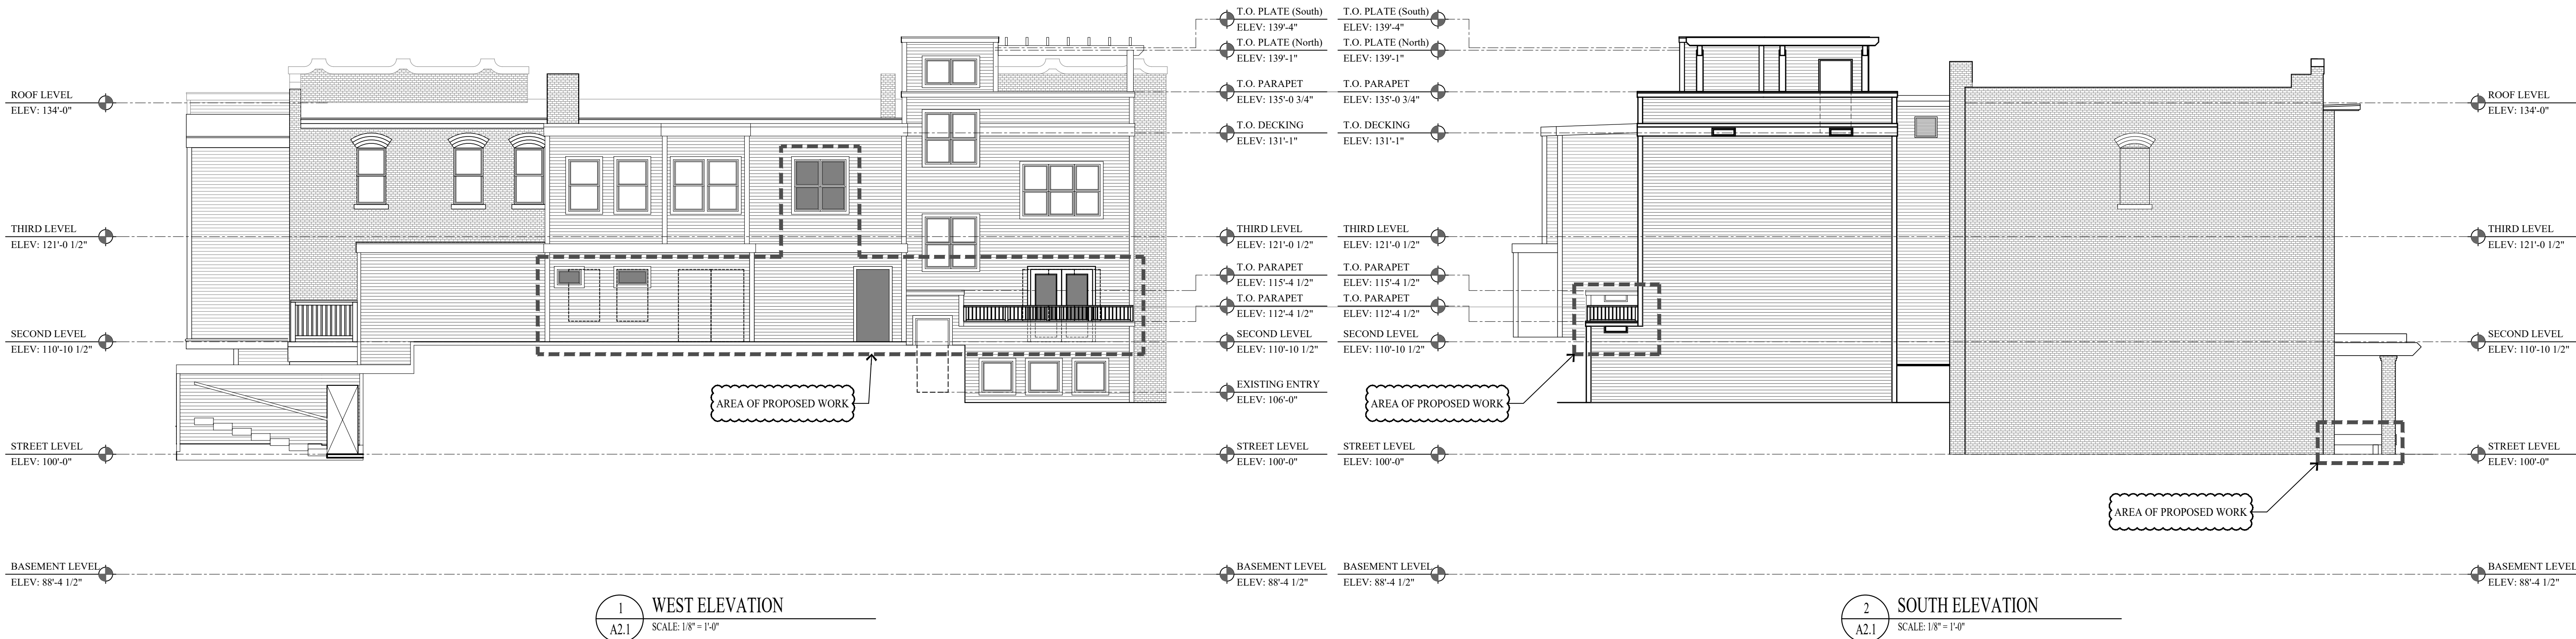 ROOF LEVEL
ELEV: 134'-0"
THIRD LEVEL
ELEV: 121'-0 1/2"
SECOND LEVEL
ELEV: 110'-10 1/2"
STREET LEVEL
ELEV: 100'-0"
BASEMENT LEVEL
ELEV: 88'-4 1/2"
AREA OF PROPOSED WORK
1
A2.1
WEST ELEVATION
SCALE: 1/8" = 1'-0"
T.O. PLATE (South)
ELEV: 139'-4"
T.O. PLATE (North)
ELEV: 139'-1"
T.O. PARAPET
ELEV: 135'-0 3/4"
T.O. DECKING
ELEV: 131'-1"
THIRD LEVEL
ELEV: 121'-0 1/2"
T.O. PARAPET
ELEV: 115'-4 1/2"
T.O. PARAPET
ELEV: 112'-4 1/2"
SECOND LEVEL
ELEV: 110'-10 1/2"
EXISTING ENTRY
ELEV: 106'-0"
STREET LEVEL
ELEV: 100'-0"
BASEMENT LEVEL
ELEV: 88'-4 1/2"
T.O. PLATE (South)
ELEV: 139'-4"
T.O. PLATE (North)
ELEV: 139'-1"
T.O. PARAPET
ELEV: 135'-0 3/4"
T.O. DECKING
ELEV: 131'-1"
THIRD LEVEL
ELEV: 121'-0 1/2"
T.O. PARAPET
ELEV: 115'-4 1/2"
T.O. PARAPET
ELEV: 112'-4 1/2"
SECOND LEVEL
ELEV: 110'-10 1/2"
STREET LEVEL
ELEV: 100'-0"
BASEMENT LEVEL
ELEV: 88'-4 1/2"
AREA OF PROPOSED WORK
AREA OF PROPOSED WORK
2
A2.1
SOUTH ELEVATION
SCALE: 1/8" = 1'-0"
ROOF LEVEL
ELEV: 134'-0"
THIRD LEVEL
ELEV: 121'-0 1/2"
SECOND LEVEL
ELEV: 110'-10 1/2"
STREET LEVEL
ELEV: 100'-0"
BASEMENT LEVEL
ELEV: 88'-4 1/2"